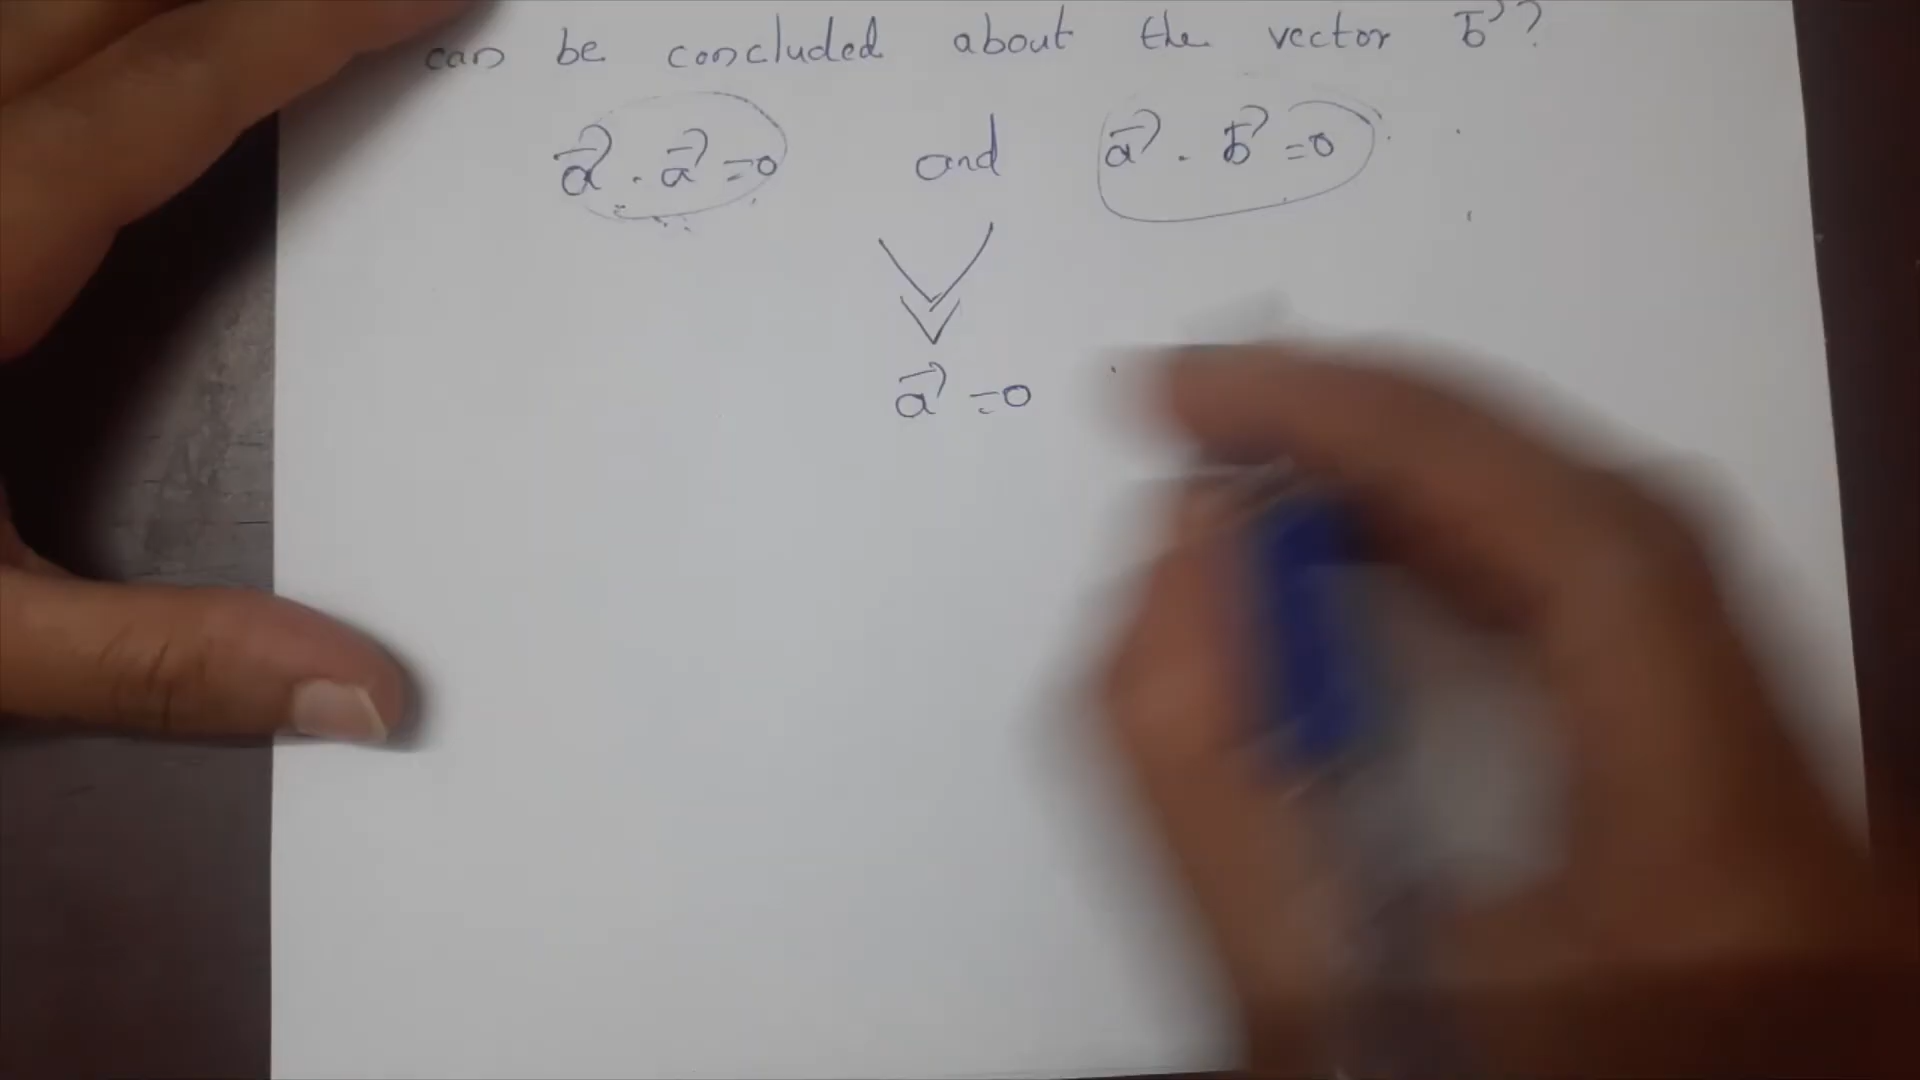 can be concluded about the vector b⃗?
a⃗ . a⃗ =0 and a⃗ . b⃗ =0
a⃗ =0